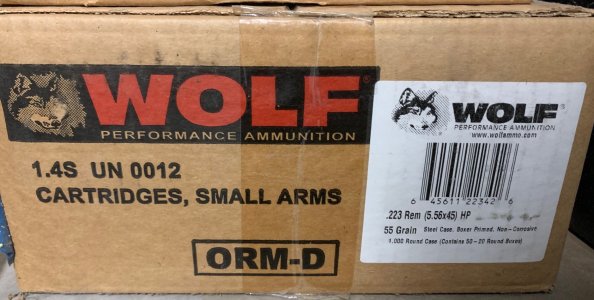 WOLF®
PERFORMANCE AMMUNITION
1.4S UN 0012
CARTRIDGES, SMALL ARMS
ORM-D
WOLF®
PERFORMANCE AMMUNITION
www.wolfammo.com
6 45611 22342 6
.223 Rem (5.56x45) HP
55 Grain Steel Case, Boxer Primed, Non-Corrosive
1,000 Round Case (Contains 50 - 20 Round Boxes)